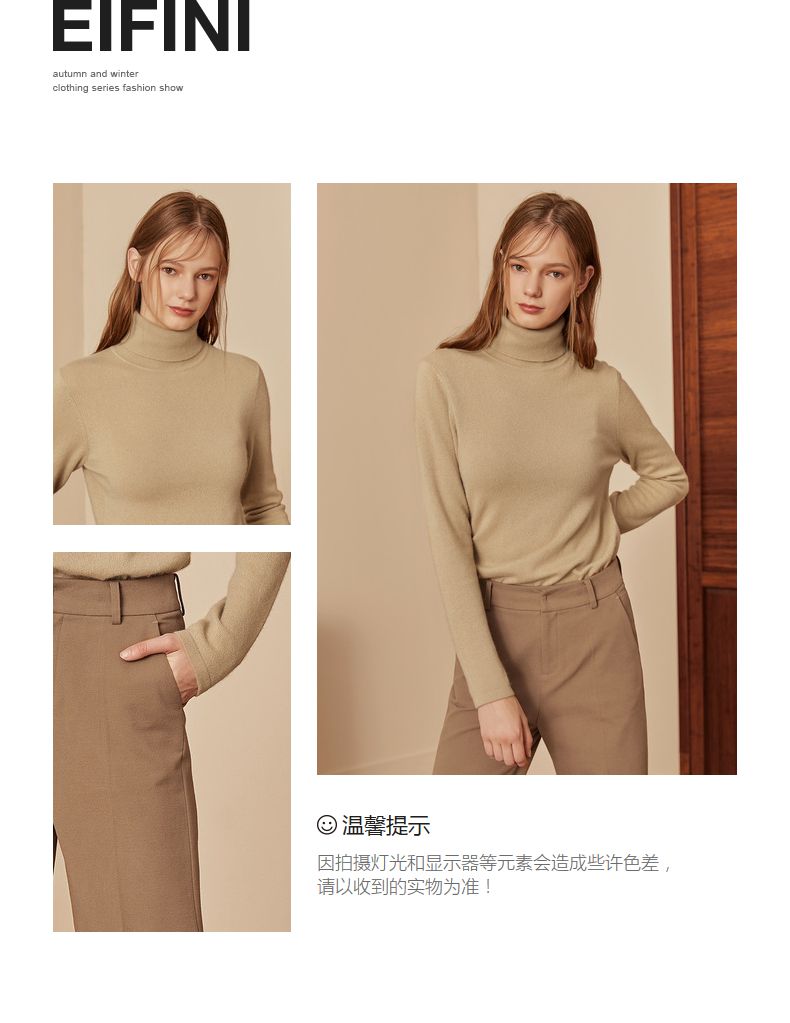 EIFINI
autumn and winter
clothing series fashion show
温馨提示
因拍摄灯光和显示器等元素会造成些许色差，
请以收到的实物为准！